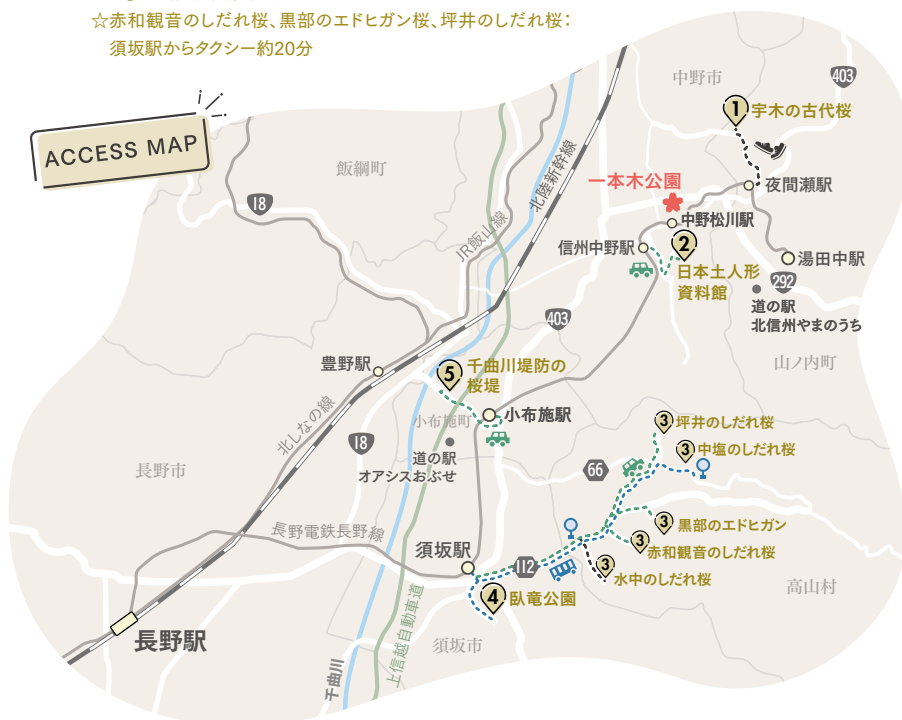 ☆赤和観音のしだれ桜、黒部のエドヒガン桜、坪井のしだれ桜：
須坂駅からタクシー約20分
ACCESS MAP
中野市
403
1
宇木の古代桜
飯綱町
18
北陸新幹線
JR飯山線
一本木公園
夜間瀬駅
中野松川駅
信州中野駅
2
日本土人形
資料館
湯田中駅
292
道の駅
北信州やまのうち
403
山ノ内町
豊野駅
5
千曲川堤防の
桜堤
小布施町
小布施駅
北しなの線
18
道の駅
オアシスおぶせ
3
坪井のしだれ桜
3
中塩のしだれ桜
66
長野市
長野電鉄長野線
3
黒部のエドヒガン
3
赤和観音のしだれ桜
3
水中のしだれ桜
須坂駅
112
高山村
4
臥竜公園
長野駅
須坂市
上信越自動車道
千曲川